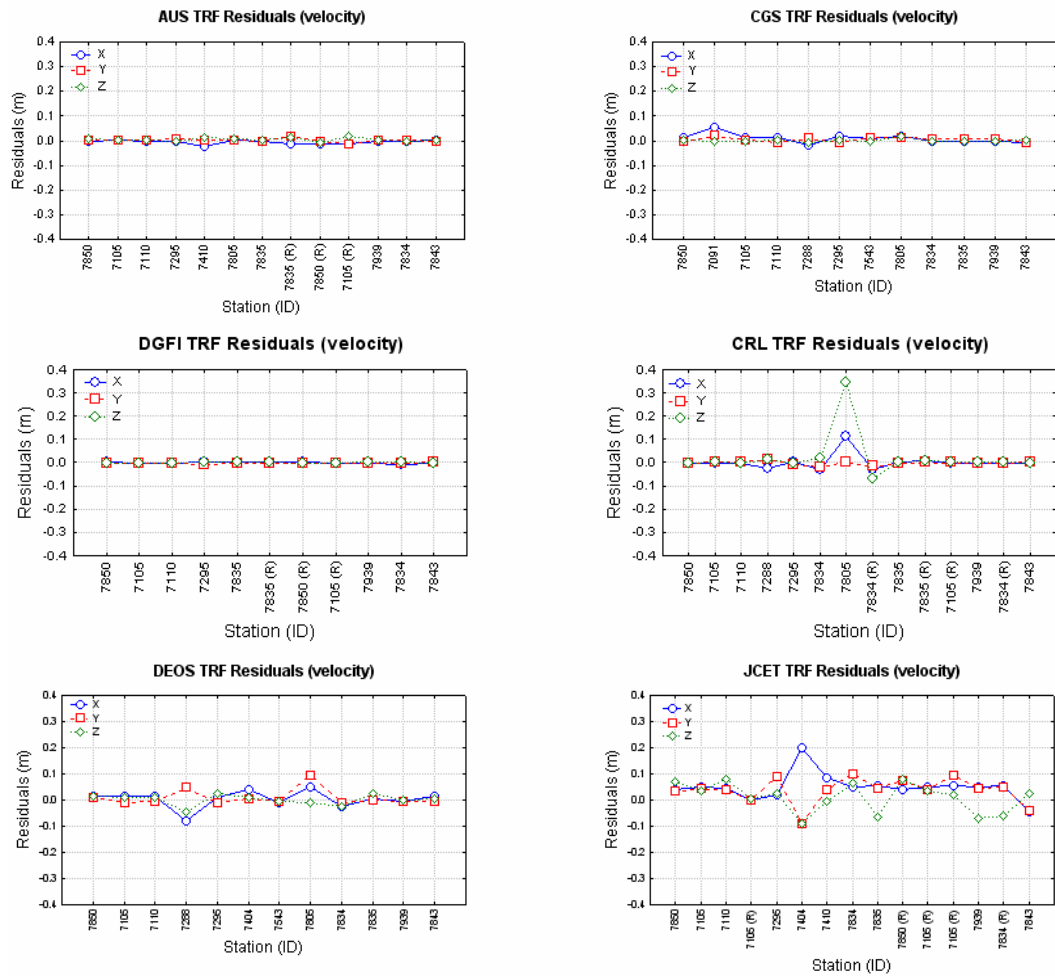 AUS TRF Residuals (velocity)
Residuals (m)
0.4
0.3
0.2
0.1
0.0
-0.1
-0.2
-0.3
-0.4
X
Y
Z
7850
7105
7110
7295
7410
7805
7835
7835 (R)
7850 (R)
7105 (R)
7939
7834
7843
Station (ID)
CGS TRF Residuals (velocity)
Residuals (m)
0.4
0.3
0.2
0.1
0.0
-0.1
-0.2
-0.3
-0.4
X
Y
Z
7850
7091
7105
7110
7288
7295
7543
7805
7834
7835
7939
7843
Station (ID)
DGFI TRF Residuals (velocity)
Residuals (m)
0.4
0.3
0.2
0.1
0.0
-0.1
-0.2
-0.3
-0.4
X
Y
Z
7850
7105
7110
7295
7835
7835 (R)
7850 (R)
7105 (R)
7939
7834
7843
Station (ID)
CRL TRF Residuals (velocity)
Residuals (m)
0.4
0.3
0.2
0.1
0.0
-0.1
-0.2
-0.3
-0.4
X
Y
Z
7850
7105
7110
7288
7295
7834
7805
7834 (R)
7835
7835 (R)
7105 (R)
7939
7834 (R)
7843
Station (ID)
DEOS TRF Residuals (velocity)
Residuals (m)
0.4
0.3
0.2
0.1
0.0
-0.1
-0.2
-0.3
-0.4
X
Y
Z
7850
7105
7110
7288
7295
7404
7543
7805
7834
7835
7939
7843
Station (ID)
JCET TRF Residuals (velocity)
Residuals (m)
0.4
0.3
0.2
0.1
0.0
-0.1
-0.2
-0.3
-0.4
X
Y
Z
7850
7105
7110
7105 (R)
7295
7404
7410
7834
7835
7850 (R)
7105 (R)
7105 (R)
7939
7834 (R)
7843
Station (ID)